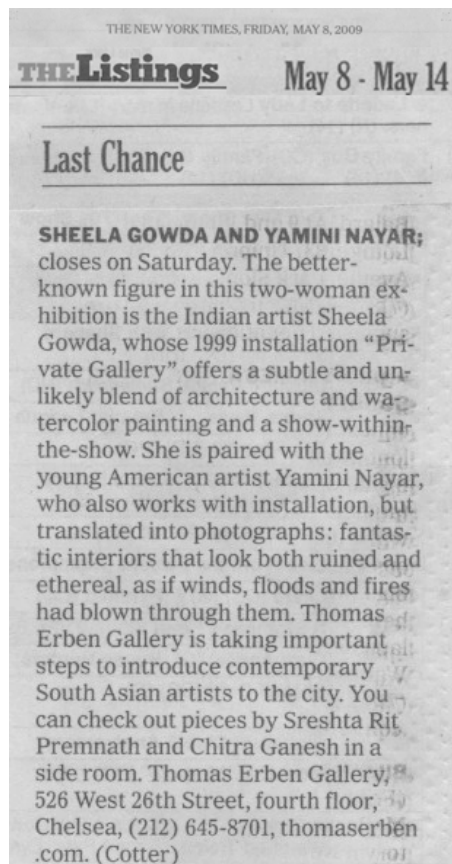 THE NEW YORK TIMES, FRIDAY, MAY 8, 2009
THE Listings May 8 - May 14
Last Chance
SHEELA GOWDA AND YAMINI NAYAR;
closes on Saturday. The better-
known figure in this two-woman ex-
hibition is the Indian artist Sheela
Gowda, whose 1999 installation “Pri-
vate Gallery” offers a subtle and un-
likely blend of architecture and wa-
tercolor painting and a show-within-
the-show. She is paired with the
young American artist Yamini Nayar,
who also works with installation, but
translated into photographs: fantas-
tic interiors that look both ruined and
ethereal, as if winds, floods and fires
had blown through them. Thomas
Erben Gallery is taking important
steps to introduce contemporary
South Asian artists to the city. You
can check out pieces by Sreshta Rit
Premnath and Chitra Ganesh in a
side room. Thomas Erben Gallery,
526 West 26th Street, fourth floor,
Chelsea, (212) 645-8701, thomaserben
.com. (Cotter)